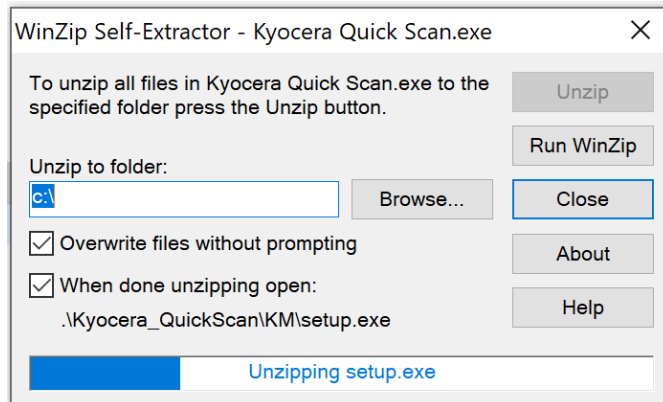 WinZip Self-Extractor - Kyocera Quick Scan.exe
To unzip all files in Kyocera Quick Scan.exe to the
specified folder press the Unzip button.
Unzip
Run WinZip
Unzip to folder:
c:\
Browse...
Close
Overwrite files without prompting
About
When done unzipping open:
.\Kyocera_QuickScan\KM\setup.exe
Help
Unzipping setup.exe